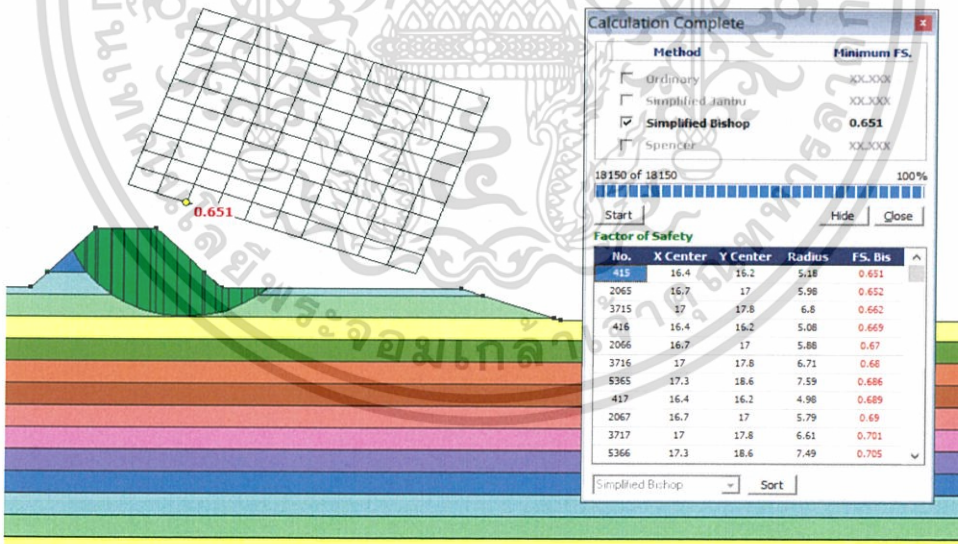 Calculation Complete
Method Minimum FS.
Ordinary XX.XXX
Simplified Janbu XX.XXX
Simplified Bishop 0.651
Spencer XX.XXX
18150 of 18150 100%
Start Hide Close
Factor of Safety
No. X Center Y Center Radius FS. Bis
415 16.4 16.2 5.18 0.651
2065 16.7 17 5.98 0.652
3715 17 17.8 6.8 0.662
416 16.4 16.2 5.08 0.669
2066 16.7 17 5.88 0.67
3716 17 17.8 6.71 0.68
5365 17.3 18.6 7.59 0.686
417 16.4 16.2 4.98 0.689
2067 16.7 17 5.79 0.69
3717 17 17.8 6.61 0.701
5366 17.3 18.6 7.49 0.705
Simplified Bishop Sort
0.651